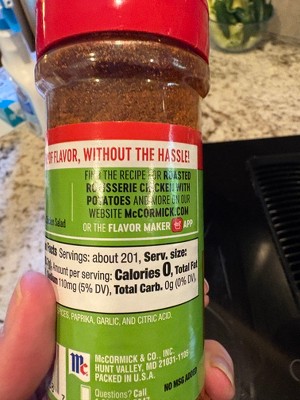 OF FLAVOR, WITHOUT THE HASSLE!
FIND THE RECIPE FOR ROASTED
ROTISSERIE CHICKEN WITH
POTATOES AND MORE ON OUR
WEBSITE McCORMICK.COM
OR THE FLAVOR MAKER APP.
Salad
Facts Servings: about 201, Serv. size:
Amount per serving: Calories 0, Total Fat
110mg (5% DV), Total Carb. 0g (0% DV),
PAPRIKA, GARLIC, AND CITRIC ACID.
Mc
McCORMICK & CO., INC.
HUNT VALLEY, MD 21031-1100
PACKED IN U.S.A.
NO MSG ADDED
Questions? Call